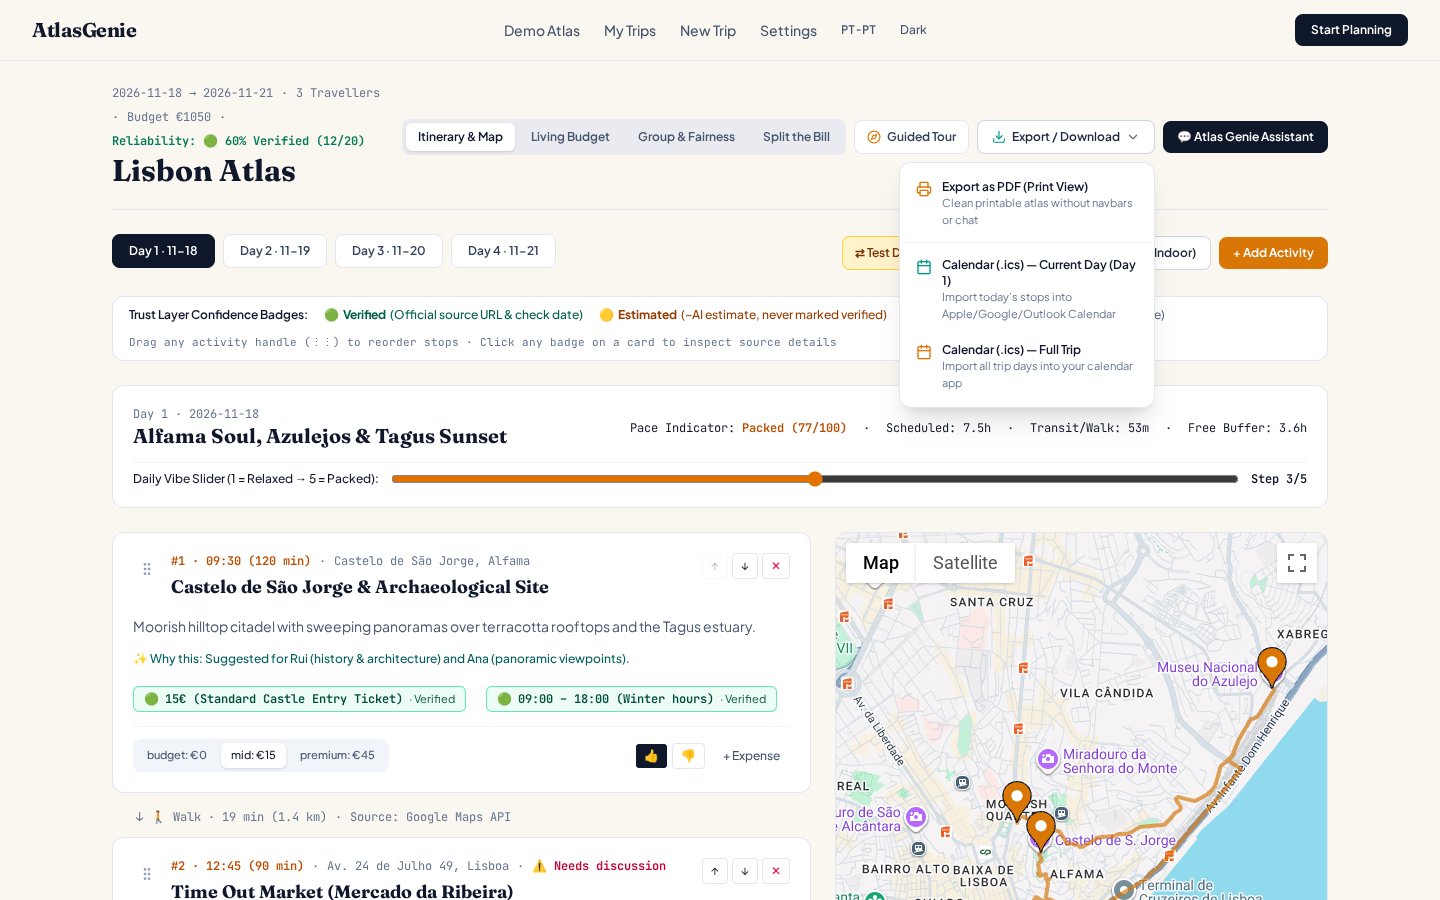 AtlasGenie
Demo Atlas My Trips New Trip Settings PT-PT Dark
Start Planning
2026-11-18 → 2026-11-21 · 3 Travellers
· Budget €1050 ·
Reliability: 🟢 60% Verified (12/20)
Lisbon Atlas
Itinerary & Map Living Budget Group & Fairness Split the Bill
Guided Tour
Export / Download
💬 Atlas Genie Assistant
Export as PDF (Print View)
Clean printable atlas without navbars
or chat
Calendar (.ics) — Current Day (Day
1)
Import today's stops into
Apple/Google/Outlook Calendar
Calendar (.ics) — Full Trip
Import all trip days into your calendar
app
Day 1 · 11-18 Day 2 · 11-19 Day 3 · 11-20 Day 4 · 11-21
⇄ Test D
Indoor)
+ Add Activity
Trust Layer Confidence Badges: 🟢 Verified (Official source URL & check date) 🟡 Estimated (~AI estimate, never marked verified) e)
Drag any activity handle (⋮⋮) to reorder stops · Click any badge on a card to inspect source details
Day 1 · 2026-11-18
Alfama Soul, Azulejos & Tagus Sunset
Pace Indicator: Packed (77/100) · Scheduled: 7.5h · Transit/Walk: 53m · Free Buffer: 3.6h
Daily Vibe Slider (1 = Relaxed → 5 = Packed):
Step 3/5
#1 · 09:30 (120 min) · Castelo de São Jorge, Alfama
↑ ↓ ✕
Castelo de São Jorge & Archaeological Site
Moorish hilltop citadel with sweeping panoramas over terracotta rooftops and the Tagus estuary.
✨ Why this: Suggested for Rui (history & architecture) and Ana (panoramic viewpoints).
🟢 15€ (Standard Castle Entry Ticket) · Verified
🟢 09:00 – 18:00 (Winter hours) · Verified
budget: €0 mid: €15 premium: €45
👍 👎 + Expense
↓ 🚶 Walk · 19 min (1.4 km) · Source: Google Maps API
#2 · 12:45 (90 min) · Av. 24 de Julho 49, Lisboa · ⚠️ Needs discussion
↑ ↓ ✕
Time Out Market (Mercado da Ribeira)
Map Satellite
SANTA CRUZ
XABREG
VII
Museu Nacional
do Azulejo
VILA CÂNDIDA
Av. da Liberdade
Av. Infante Dom Henrique
Miradouro da
Senhora do Monte
REAL
uro de São
e Alcântara
MO SH
QUA
Castelo de S. Jorge
BAIRRO ALTO
BAIXA DE
LISBOA
ALFAMA
Terminal de
Cruzeiros de Lisboa
anta
CHIADO